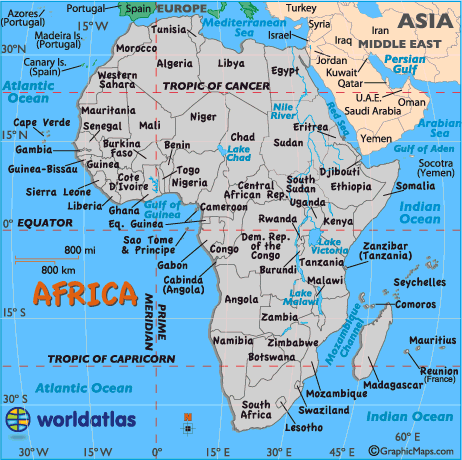 Azores
(Portugal)
Portugal
Spain
EUROPE
Mediterranean
Sea
Turkey
ASIA
Madeira Is.
(Portugal)
Tunisia
Syria
Israel
Iraq
Iran
MIDDLE EAST
30°N
Morocco
Jordan
Kuwait
Persian
Gulf
Canary Is.
(Spain)
Algeria
Libya
Egypt
Qatar
Western
Sahara
TROPIC OF CANCER
U.A.E.
Oman
Saudi Arabia
Atlantic
Ocean
Nile
River
Red Sea
Mauritania
Niger
Cape Verde
Senegal
Mali
Chad
Eritrea
Arabian
Sea
15°N
Sudan
Yemen
Gambia
Burkina
Faso
Benin
Lake
Chad
Gulf of Aden
Guinea
Djibouti
Socotra
(Yemen)
Guinea-Bissau
Togo
Nigeria
South
Sudan
Ethiopia
Somalia
Sierra Leone
Cote
D'Ivoire
Central
African Rep.
Liberia
Ghana
Gulf of
Guinea
Cameroon
Uganda
Indian
Ocean
Eq. Guinea
Rwanda
Kenya
EQUATOR
0°
Sao Tome
& Principe
Congo
Dem. Rep.
of the
Congo
Lake
Victoria
Zanzibar
(Tanzania)
800 mi
800 km
Gabon
Tanzania
Burundi
Cabinda
(Angola)
Malawi
Seychelles
AFRICA
PRIME
MERIDIAN
Angola
Lake
Malawi
Comoros
15°S
Zambia
Mozambique
Channel
Namibia
Zimbabwe
Mauritius
TROPIC OF CAPRICORN
Botswana
Reunion
(France)
Mozambique
Madagascar
Atlantic Ocean
South
Africa
Swaziland
30°S
worldatlas
Lesotho
Indian Ocean
30°W
15°W
0°
15°E
30°E
45°E
60°E
©GraphicMaps.com